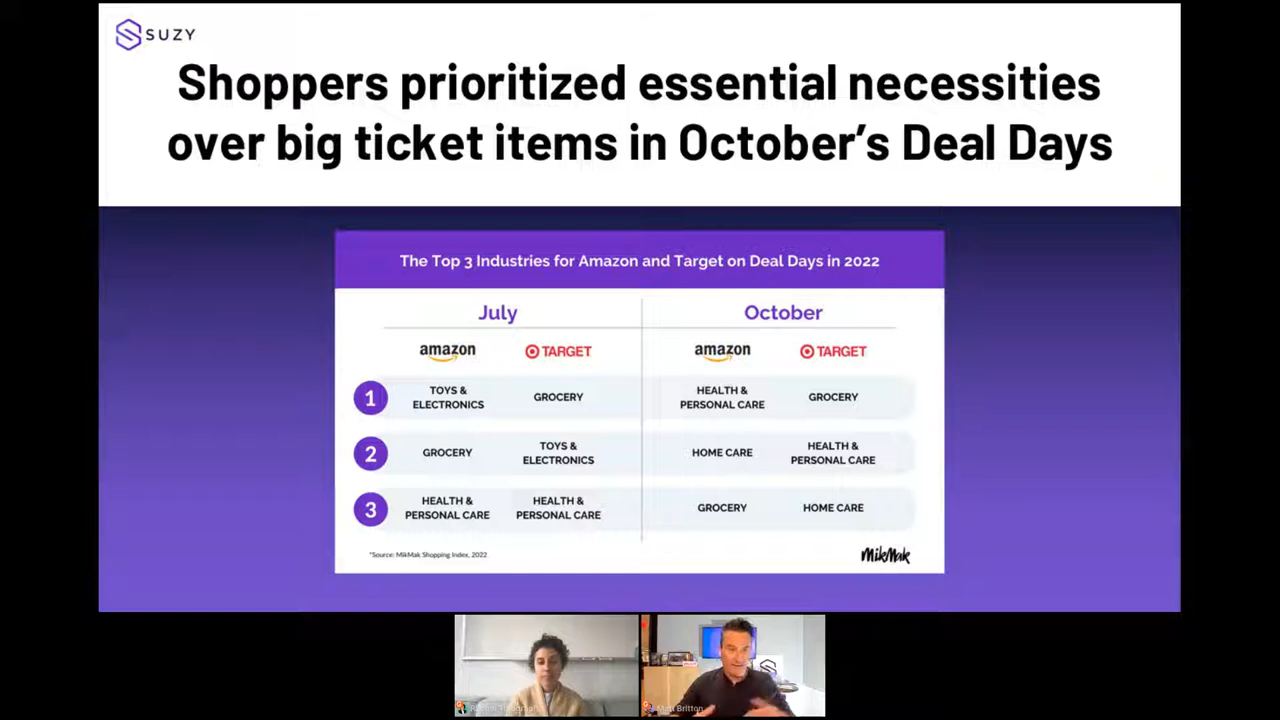 SUZY
Shoppers prioritized essential necessities
over big ticket items in October's Deal Days
The Top 3 Industries for Amazon and Target on Deal Days in 2022
July
October
amazon
TARGET
amazon
TARGET
1
TOYS &
ELECTRONICS
GROCERY
HEALTH &
PERSONAL CARE
GROCERY
2
GROCERY
TOYS &
ELECTRONICS
HOME CARE
HEALTH &
PERSONAL CARE
3
HEALTH &
PERSONAL CARE
HEALTH &
PERSONAL CARE
GROCERY
HOME CARE
*Source: MikMak Shopping Index, 2022
MikMak
Matt Britton